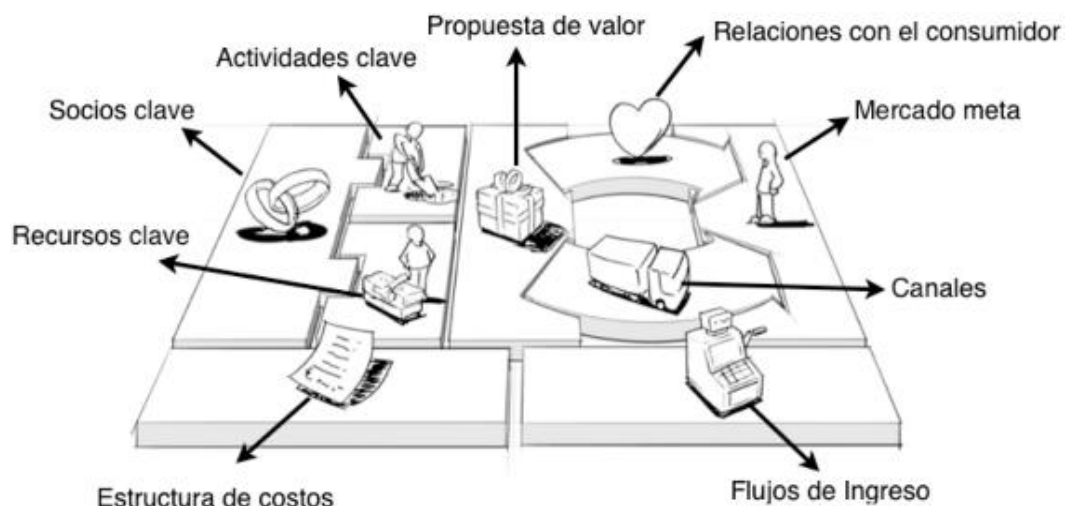 Propuesta de valor
Relaciones con el consumidor
Actividades clave
Socios clave
Mercado meta
Recursos clave
Canales
Estructura de costos
Flujos de Ingreso